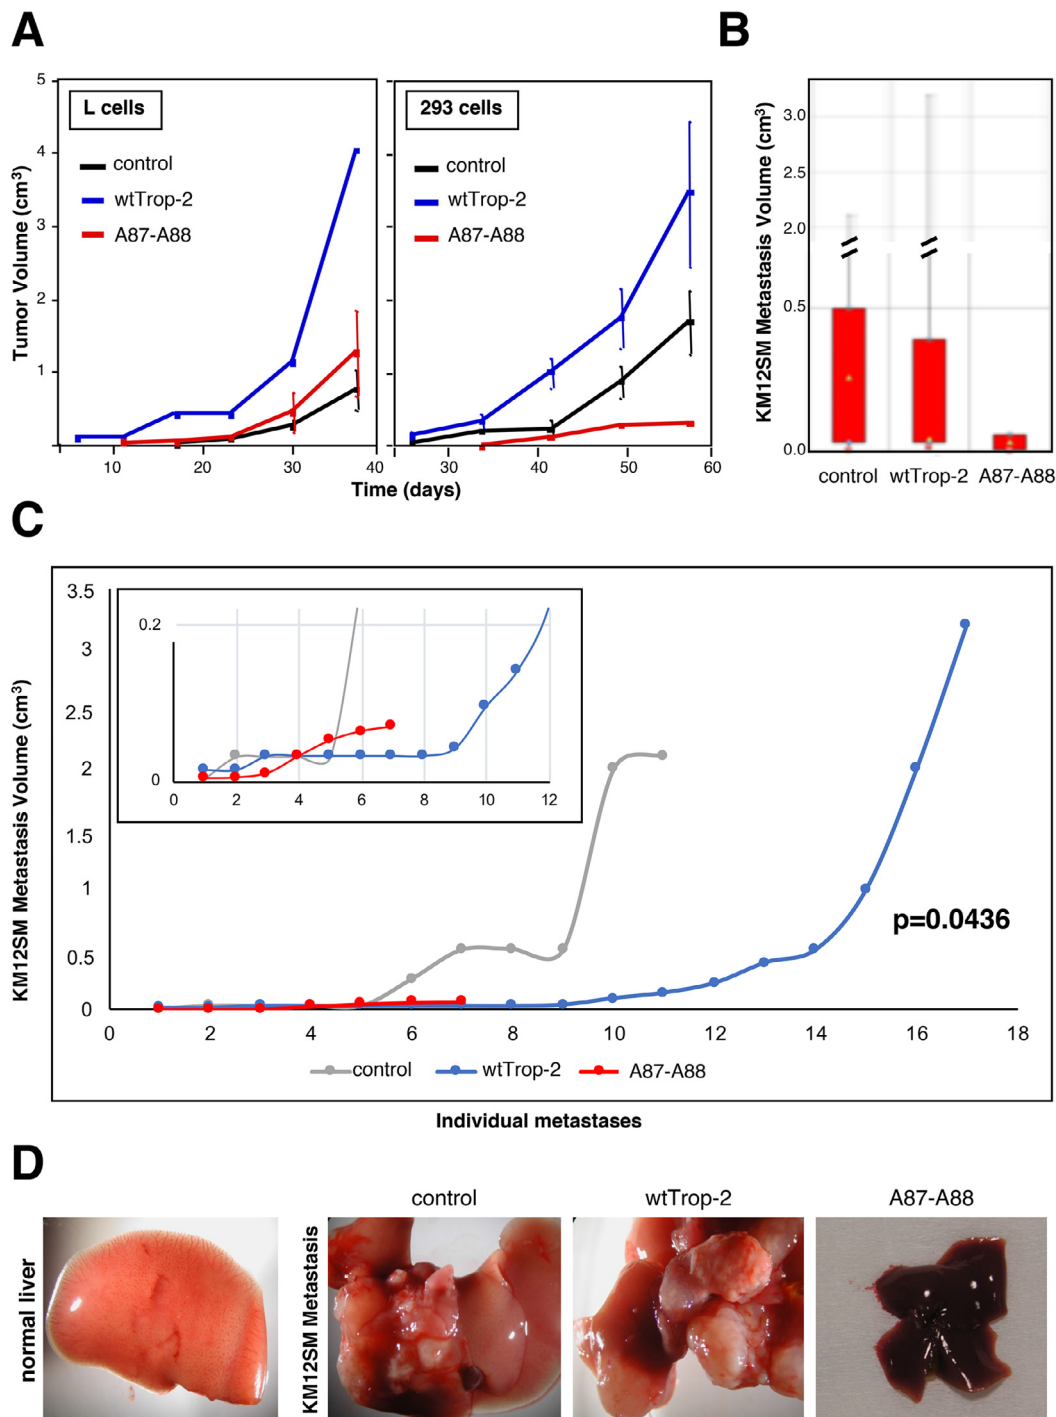 A
B
5
4
3
2
1
Tumor Volume (cm³)
L cells
control
wtTrop-2
A87-A88
293 cells
control
wtTrop-2
A87-A88
10
20
30
40
30
40
50
60
Time (days)
KM12SM Metastasis Volume (cm³)
3.0
2.5
2.0
0.5
0.0
control
wtTrop-2
A87-A88
C
KM12SM Metastasis Volume (cm³)
3.5
3
2.5
2
1.5
1
0.5
0
0.2
0
0 2 4 6 8 10 12
p=0.0436
0 2 4 6 8 10 12 14 16 18
control wtTrop-2 A87-A88
Individual metastases
D
control wtTrop-2 A87-A88
normal liver
KM12SM Metastasis